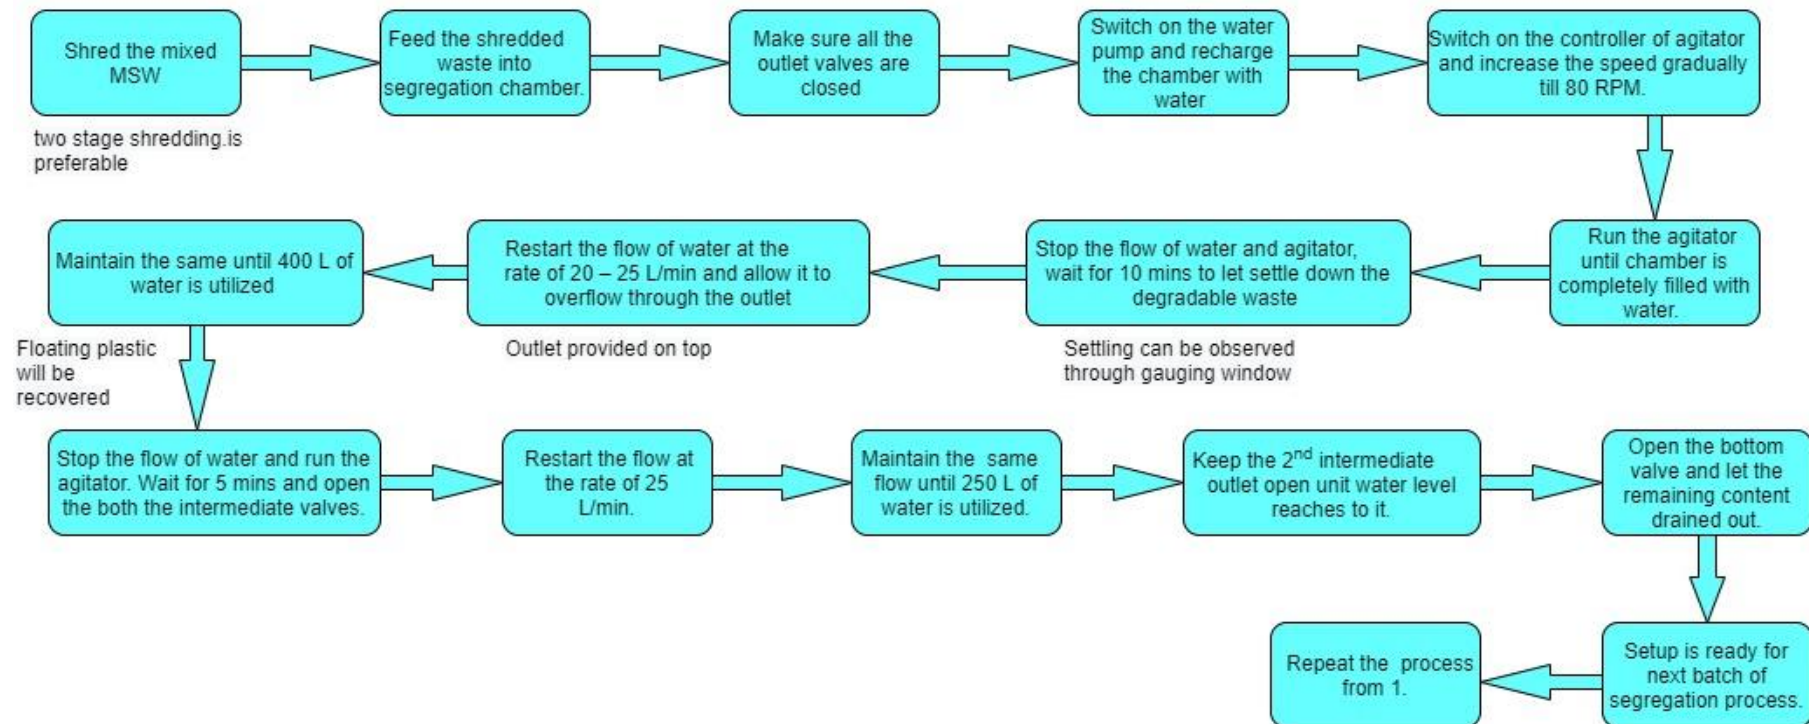 Shred the mixed
MSW
two stage shredding.is
preferable
Feed the shredded
waste into
segregation chamber.
Make sure all the
outlet valves are
closed
Switch on the water
pump and recharge
the chamber with
water
Switch on the controller of agitator
and increase the speed gradually
till 80 RPM.
Run the agitator
until chamber is
completely filled with
water.
Stop the flow of water and agitator,
wait for 10 mins to let settle down the
degradable waste
Settling can be observed
through gauging window
Restart the flow of water at the
rate of 20 – 25 L/min and allow it to
overflow through the outlet
Outlet provided on top
Maintain the same until 400 L of
water is utilized
Floating plastic
will be
recovered
Stop the flow of water and run the
agitator. Wait for 5 mins and open
the both the intermediate valves.
Restart the flow at
the rate of 25
L/min.
Maintain the same
flow until 250 L of
water is utilized.
Keep the 2nd intermediate
outlet open unit water level
reaches to it.
Open the bottom
valve and let the
remaining content
drained out.
Setup is ready for
next batch of
segregation process.
Repeat the process
from 1.